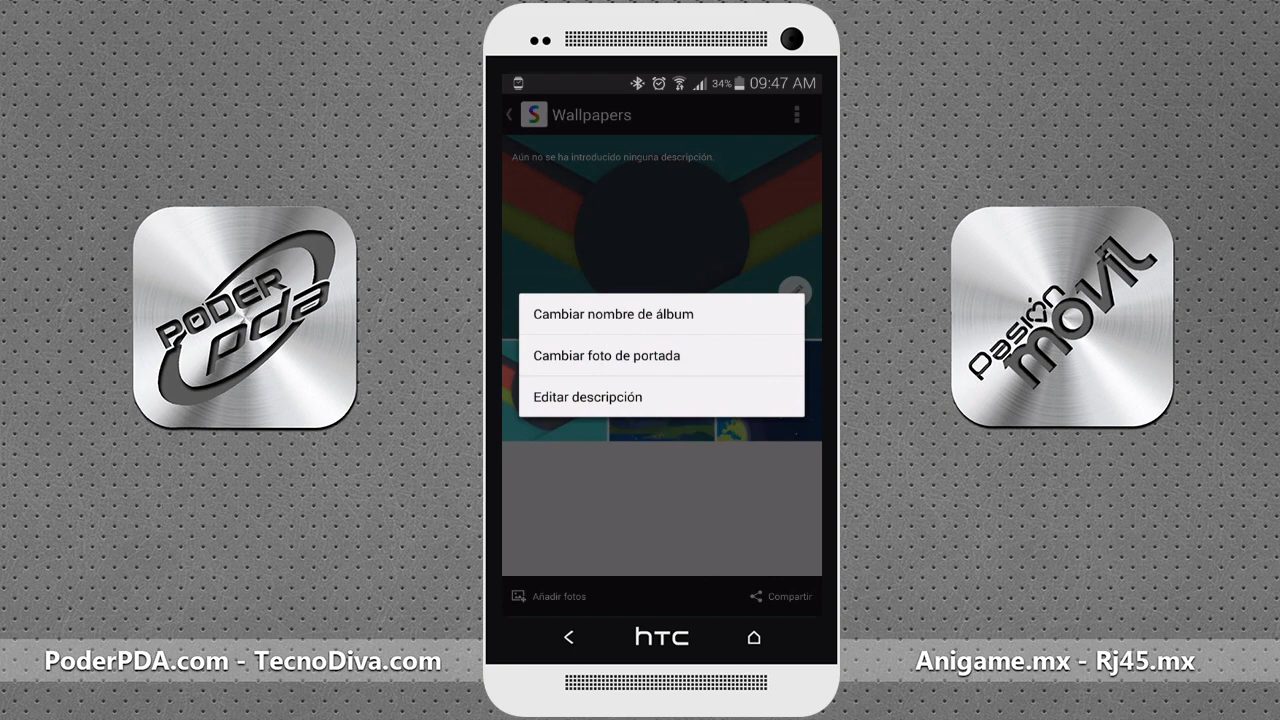 34% 09:47 AM
Wallpapers
Aún no se ha introducido ninguna descripción.
Cambiar nombre de álbum
Cambiar foto de portada
Editar descripción
Añadir fotos
Compartir
hTC
PODER
pda
Pasión
movil
PoderPDA.com - TecnoDiva.com
Anigame.mx - Rj45.mx